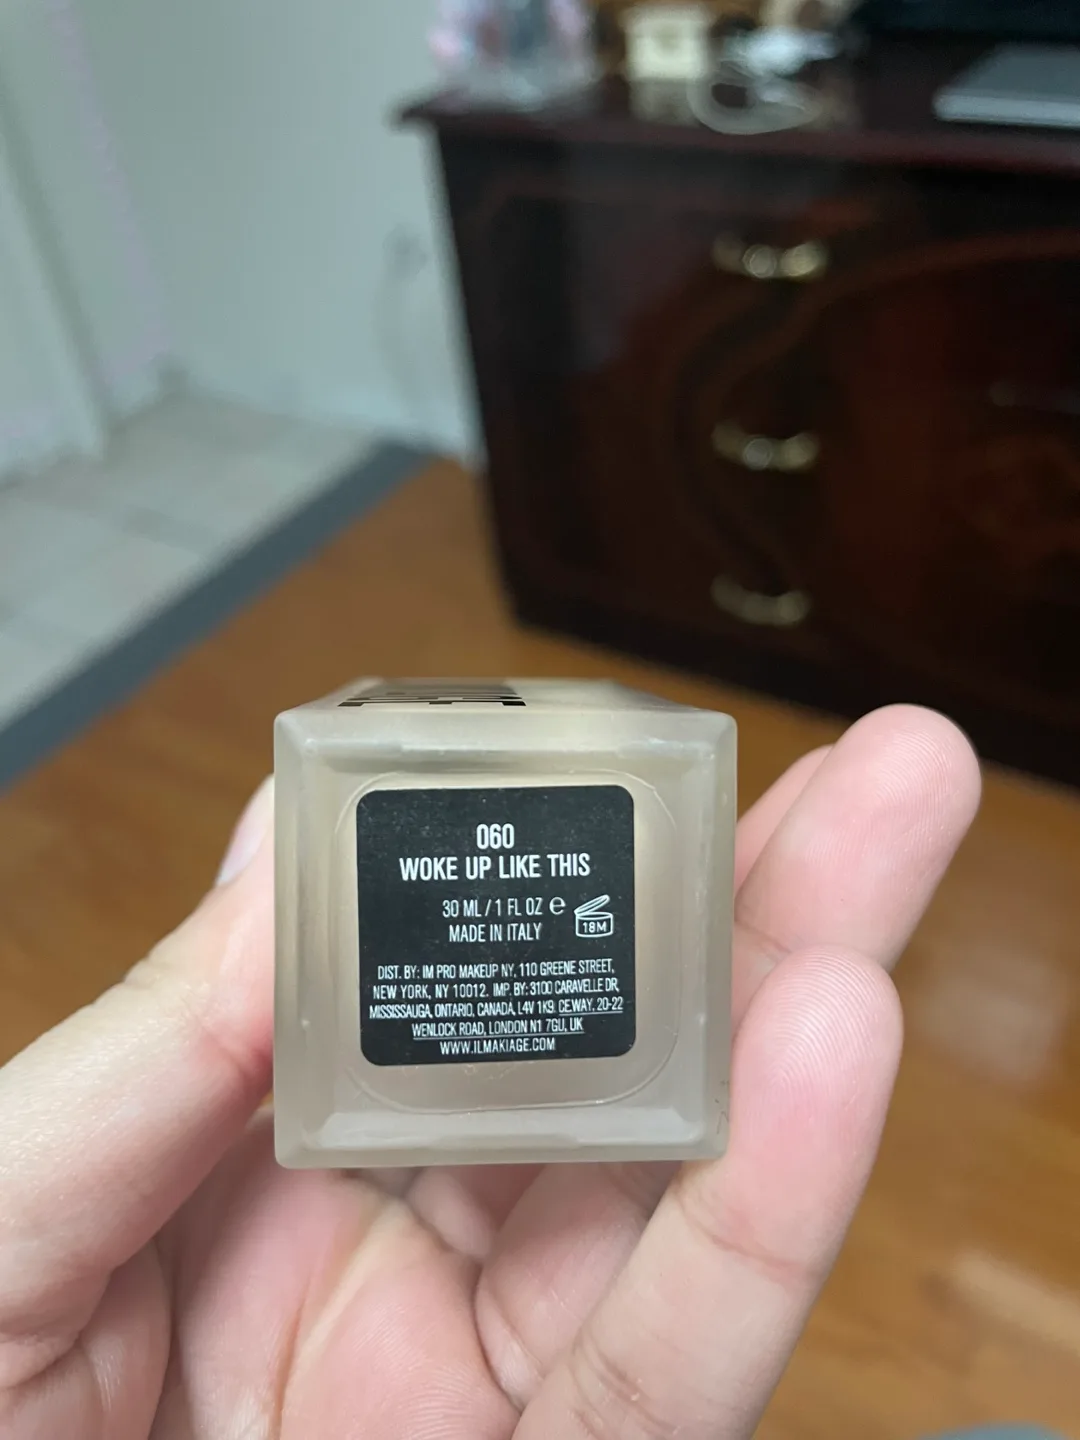 060
WOKE UP LIKE THIS
30 ML / 1 FL OZ ℮
18M
MADE IN ITALY
DIST. BY: IM PRO MAKEUP NY, 110 GREENE STREET,
NEW YORK, NY 10012. IMP. BY: 3100 CARAVELLE DR,
MISSISSAUGA, ONTARIO, CANADA, L4V 1K9. CEWAY, 20-22
WENLOCK ROAD, LONDON N1 7GU, UK
WWW.ILMAKIAGE.COM